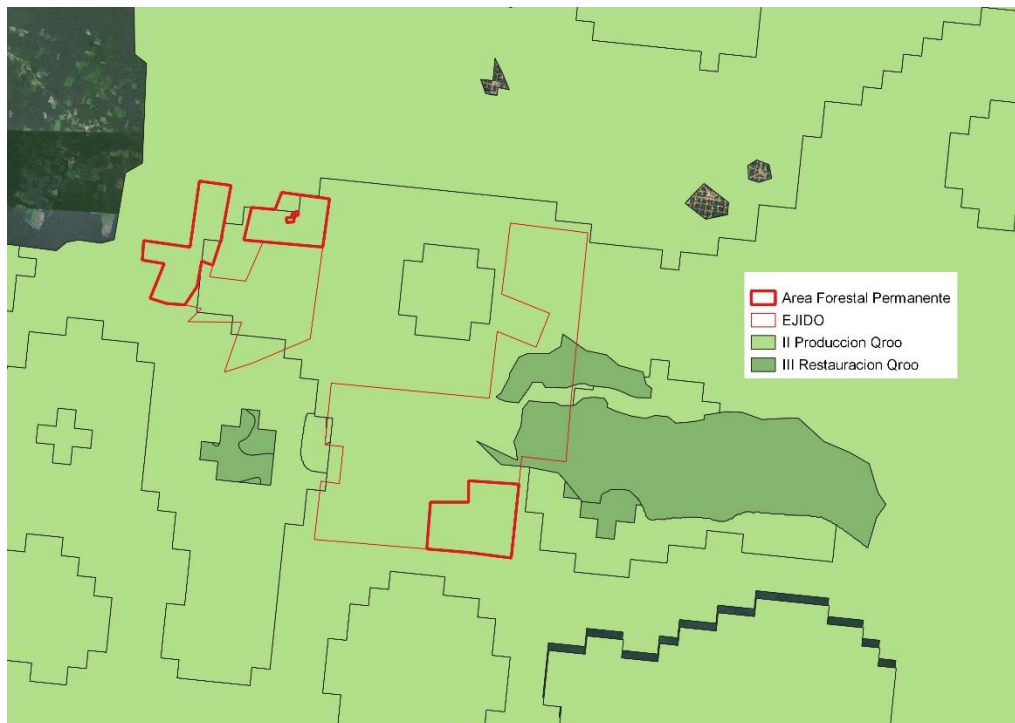 Area Forestal Permanente
EJIDO
II Produccion Qroo
III Restauracion Qroo